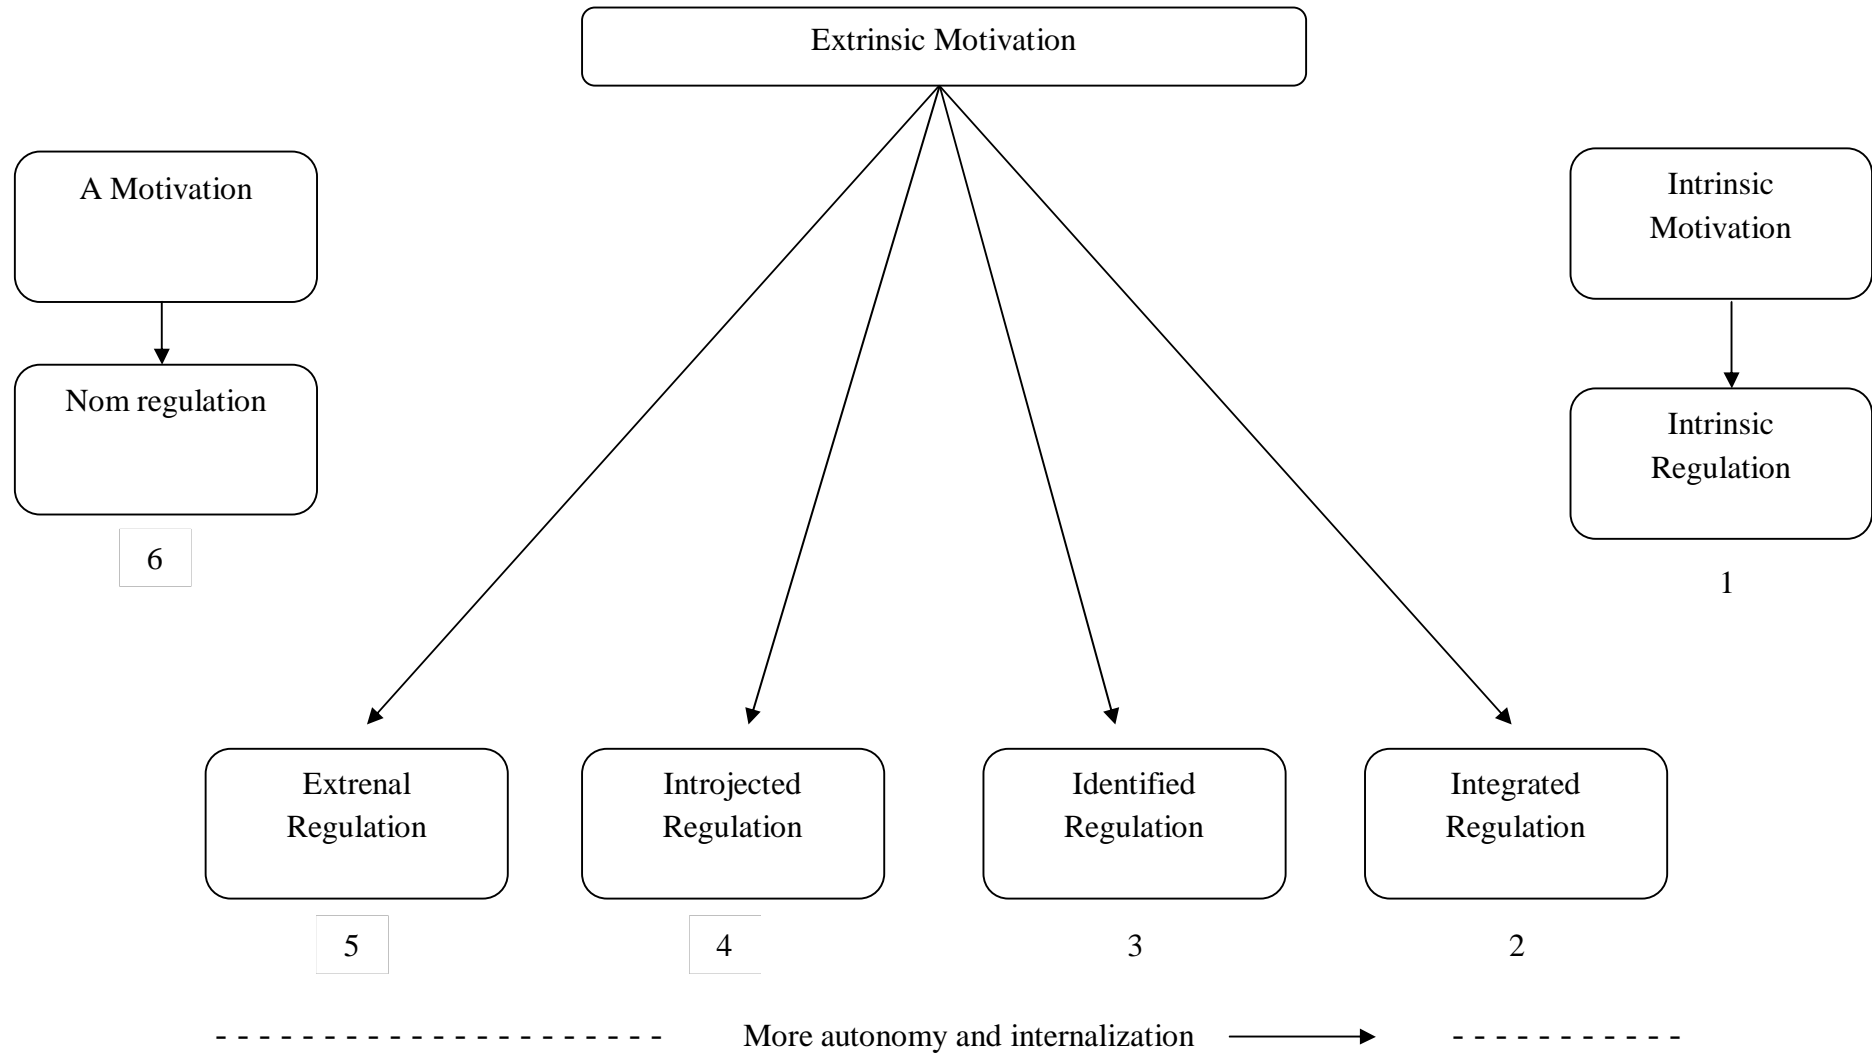 Extrinsic Motivation
A Motivation
Intrinsic
Motivation
Nom regulation
Intrinsic
Regulation
6
1
Extrenal
Regulation
Introjected
Regulation
Identified
Regulation
Integrated
Regulation
5
4
3
2
More autonomy and internalization